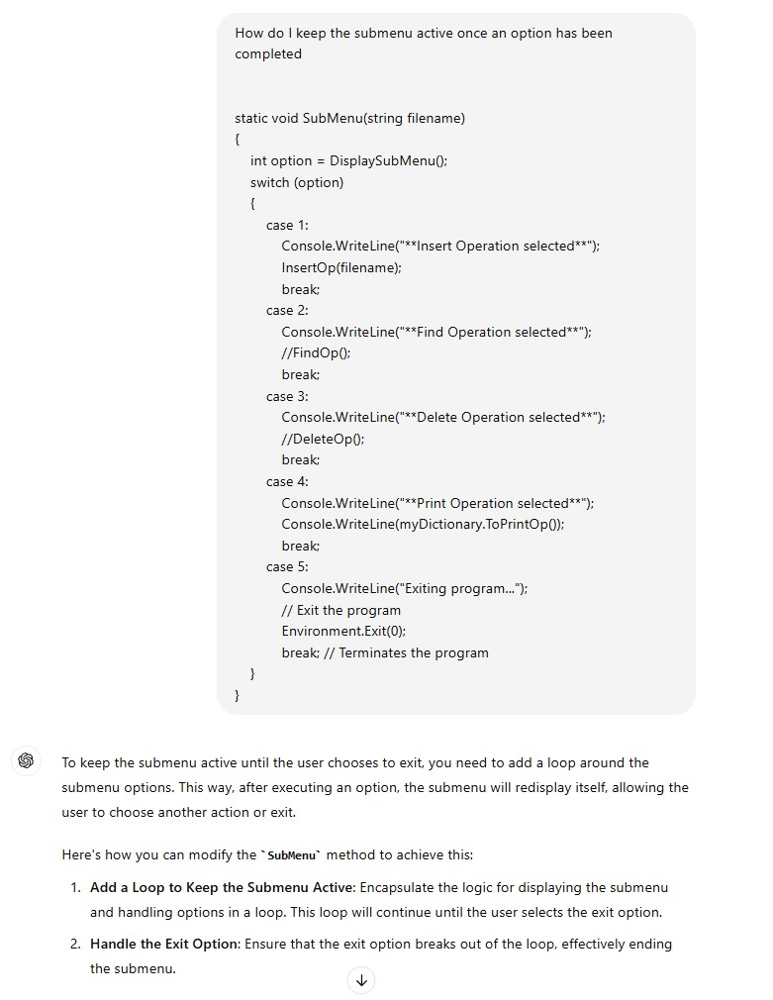 How do I keep the submenu active once an option has been
completed
static void SubMenu(string filename)
{
int option = DisplaySubMenu();
switch (option)
{
case 1:
Console.WriteLine("**Insert Operation selected**");
InsertOp(filename);
break;
case 2:
Console.WriteLine("**Find Operation selected**");
//FindOp();
break;
case 3:
Console.WriteLine("**Delete Operation selected**");
//DeleteOp();
break;
case 4:
Console.WriteLine("**Print Operation selected**");
Console.WriteLine(myDictionary.ToPrintOp());
break;
case 5:
Console.WriteLine("Exiting program...");
// Exit the program
Environment.Exit(0);
break; // Terminates the program
}
}
To keep the submenu active until the user chooses to exit, you need to add a loop around the
submenu options. This way, after executing an option, the submenu will redisplay itself, allowing the
user to choose another action or exit.
Here's how you can modify the `SubMenu` method to achieve this:
1. Add a Loop to Keep the Submenu Active: Encapsulate the logic for displaying the submenu
and handling options in a loop. This loop will continue until the user selects the exit option.
2. Handle the Exit Option: Ensure that the exit option breaks out of the loop, effectively ending
the submenu.